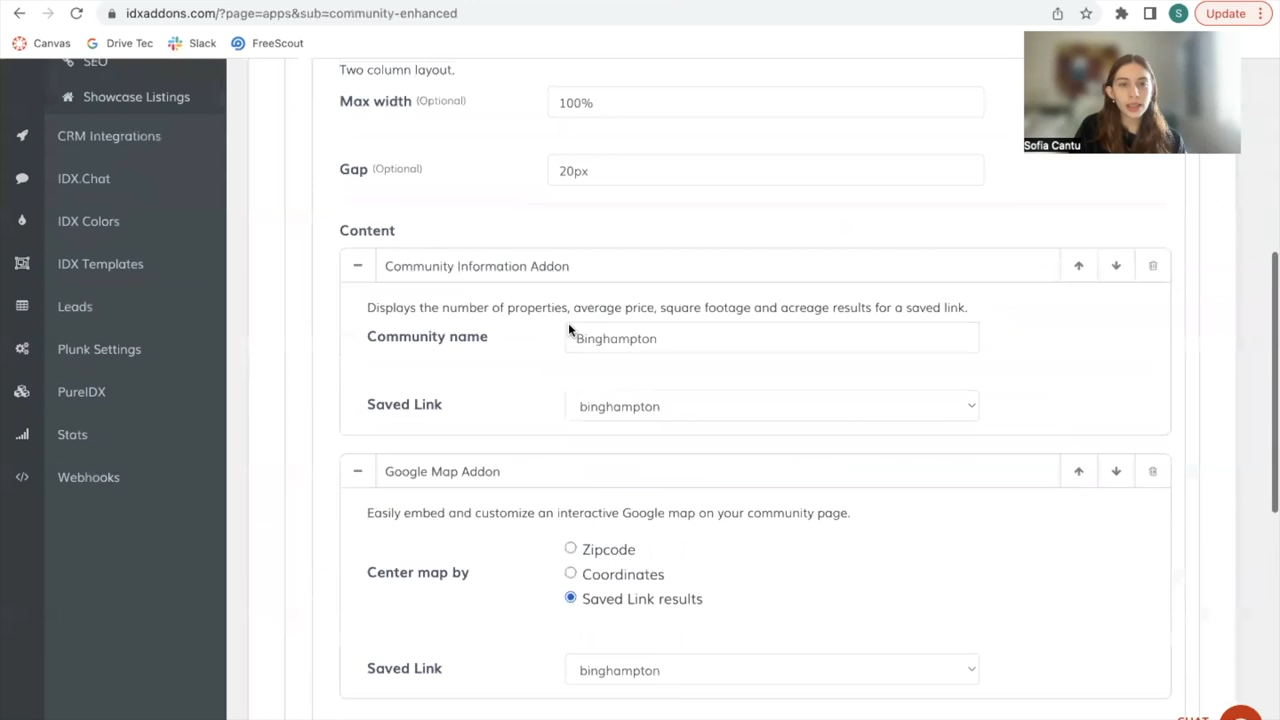 idxaddons.com/?page=apps&sub=community-enhanced
S
Update
Canvas
Drive Tec
Slack
FreeScout
SEO
Showcase Listings
CRM Integrations
IDX.Chat
IDX Colors
IDX Templates
Leads
Plunk Settings
PureIDX
Stats
Webhooks
Two column layout.
Max width (Optional)
100%
Gap (Optional)
20px
Content
Community Information Addon
Displays the number of properties, average price, square footage and acreage results for a saved link.
Community name
Binghampton
Saved Link
binghampton
Google Map Addon
Easily embed and customize an interactive Google map on your community page.
Center map by
Zipcode
Coordinates
Saved Link results
Saved Link
binghampton
Sofia Cantu
CHAT